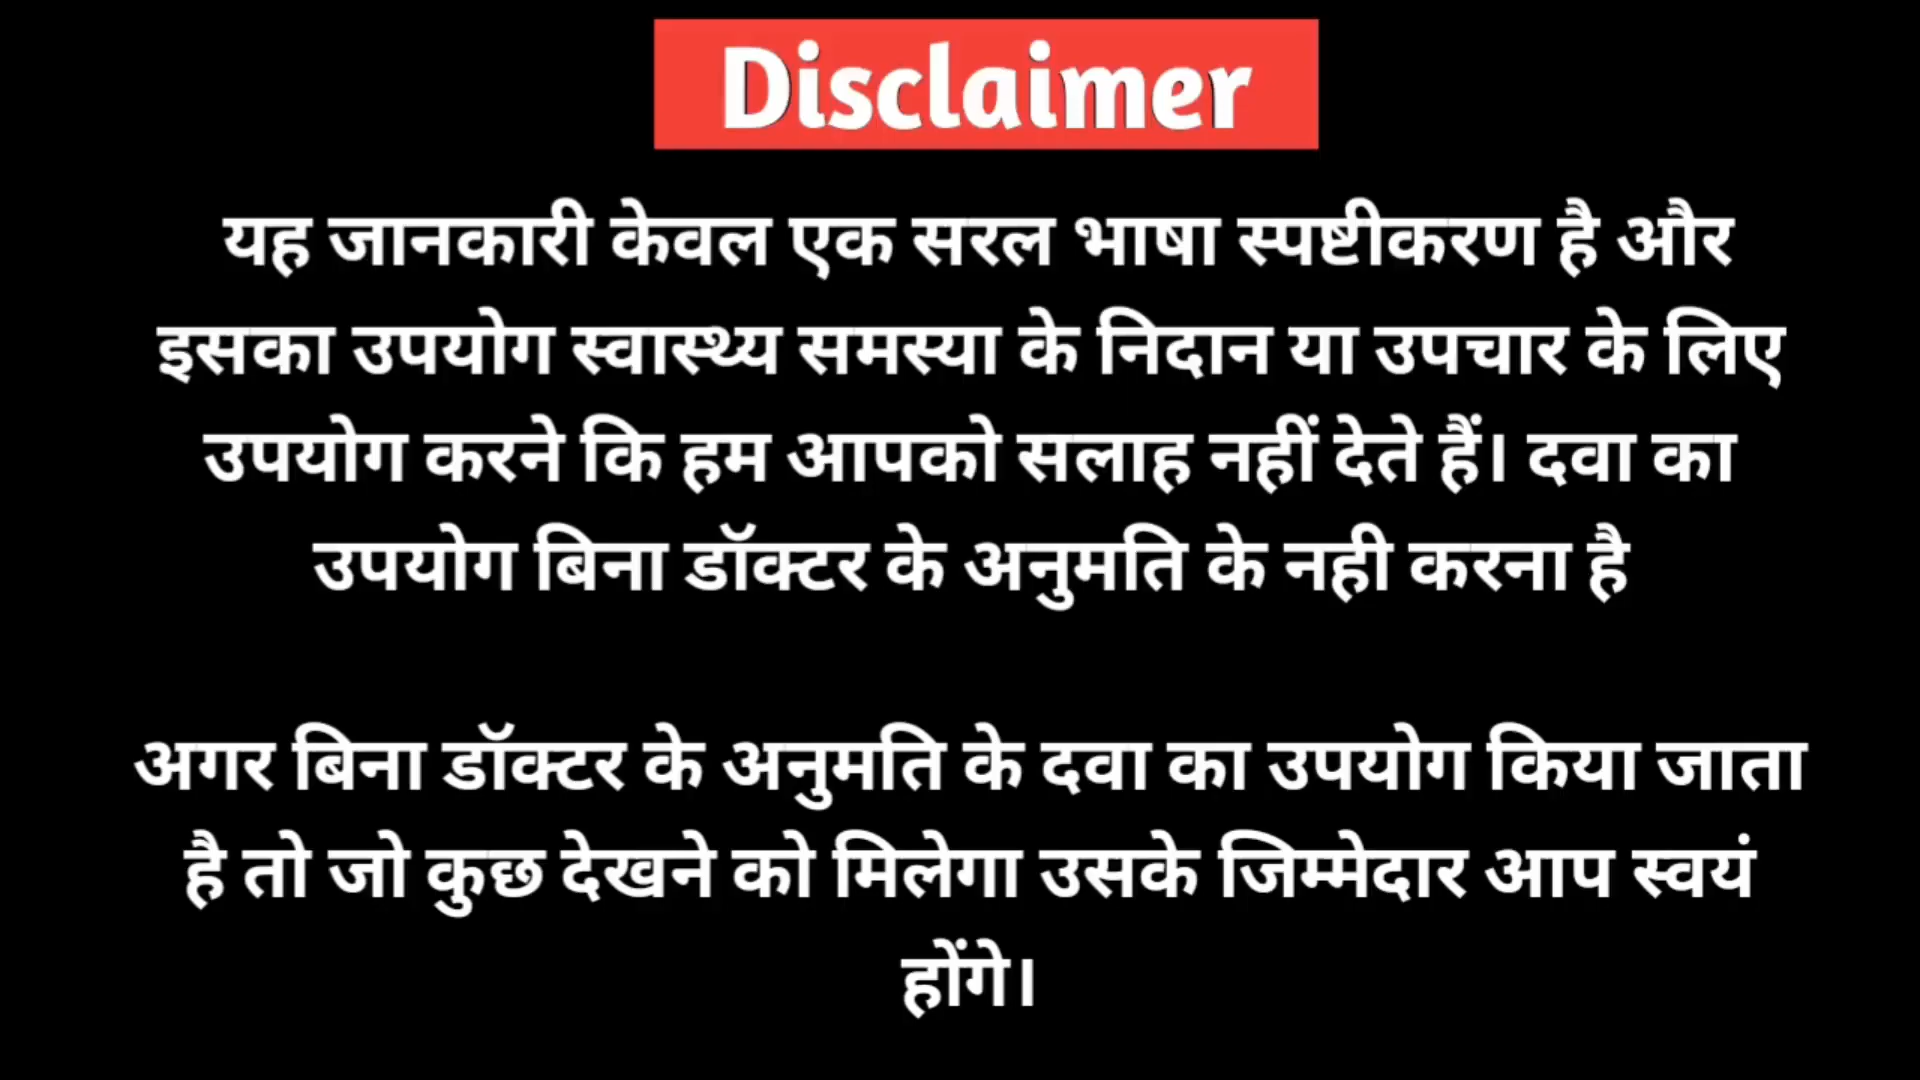 Disclaimer
यह जानकारी केवल एक सरल भाषा स्पष्टीकरण है और
इसका उपयोग स्वास्थ्य समस्या के निदान या उपचार के लिए
उपयोग करने कि हम आपको सलाह नहीं देते हैं। दवा का
उपयोग बिना डॉक्टर के अनुमति के नही करना है
अगर बिना डॉक्टर के अनुमति के दवा का उपयोग किया जाता
है तो जो कुछ देखने को मिलेगा उसके जिम्मेदार आप स्वयं
होंगे।